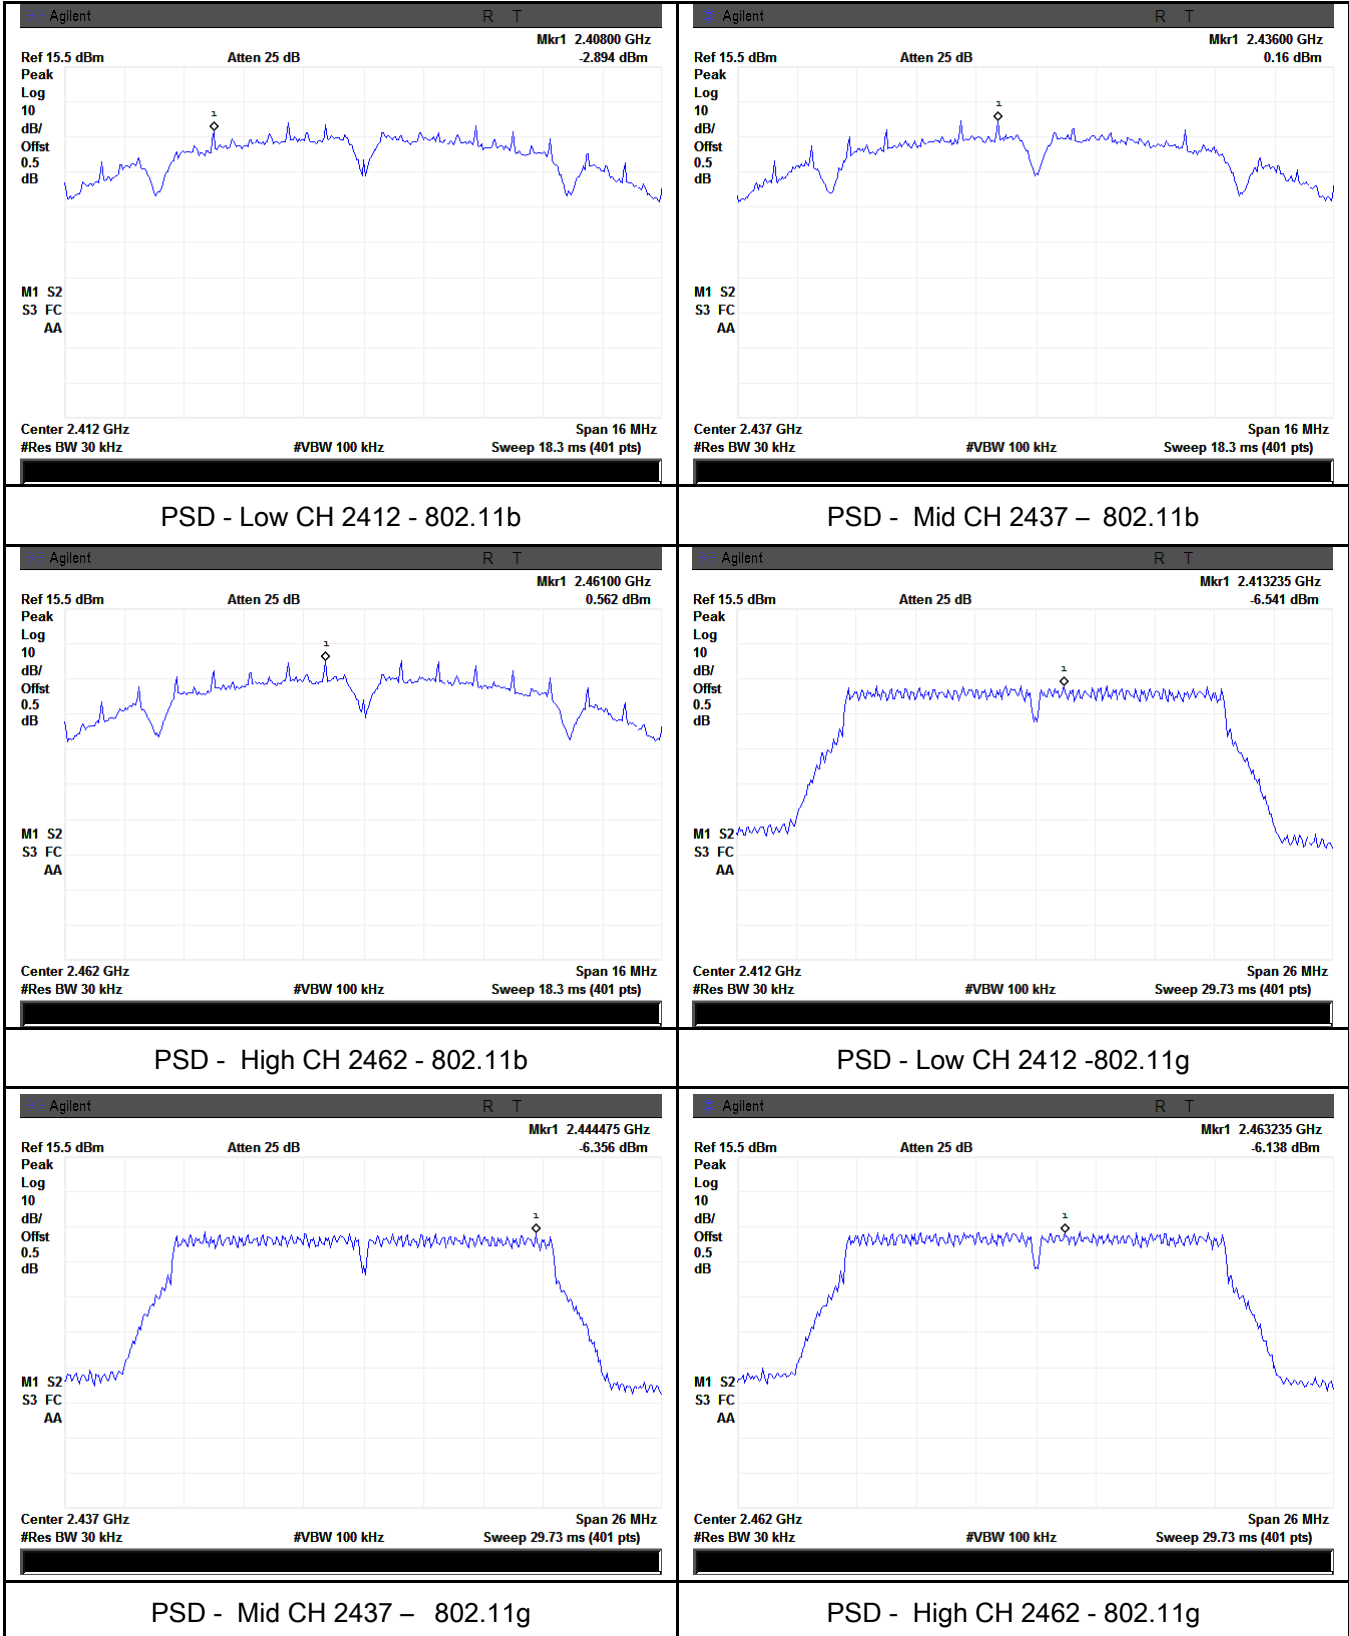 Agilent R T
Mkr1 2.40800 GHz
Ref 15.5 dBm Atten 25 dB -2.894 dBm
Peak
Log
10
dB/
Offst
0.5
dB
1
M1 S2
S3 FC
AA
Center 2.412 GHz Span 16 MHz
#Res BW 30 kHz #VBW 100 kHz Sweep 18.3 ms (401 pts)
PSD - Low CH 2412 - 802.11b
Agilent R T
Mkr1 2.43600 GHz
Ref 15.5 dBm Atten 25 dB 0.16 dBm
Peak
Log
10
dB/
Offst
0.5
dB
1
M1 S2
S3 FC
AA
Center 2.437 GHz Span 16 MHz
#Res BW 30 kHz #VBW 100 kHz Sweep 18.3 ms (401 pts)
PSD - Mid CH 2437 – 802.11b
Agilent R T
Mkr1 2.46100 GHz
Ref 15.5 dBm Atten 25 dB 0.562 dBm
Peak
Log
10
dB/
Offst
0.5
dB
1
M1 S2
S3 FC
AA
Center 2.462 GHz Span 16 MHz
#Res BW 30 kHz #VBW 100 kHz Sweep 18.3 ms (401 pts)
PSD - High CH 2462 - 802.11b
Agilent R T
Mkr1 2.413235 GHz
Ref 15.5 dBm Atten 25 dB -6.541 dBm
Peak
Log
10
dB/
Offst
0.5
dB
1
M1 S2
S3 FC
AA
Center 2.412 GHz Span 26 MHz
#Res BW 30 kHz #VBW 100 kHz Sweep 29.73 ms (401 pts)
PSD - Low CH 2412 -802.11g
Agilent R T
Mkr1 2.444475 GHz
Ref 15.5 dBm Atten 25 dB -6.356 dBm
Peak
Log
10
dB/
Offst
0.5
dB
1
M1 S2
S3 FC
AA
Center 2.437 GHz Span 26 MHz
#Res BW 30 kHz #VBW 100 kHz Sweep 29.73 ms (401 pts)
PSD - Mid CH 2437 – 802.11g
Agilent R T
Mkr1 2.463235 GHz
Ref 15.5 dBm Atten 25 dB -6.138 dBm
Peak
Log
10
dB/
Offst
0.5
dB
1
M1 S2
S3 FC
AA
Center 2.462 GHz Span 26 MHz
#Res BW 30 kHz #VBW 100 kHz Sweep 29.73 ms (401 pts)
PSD - High CH 2462 - 802.11g